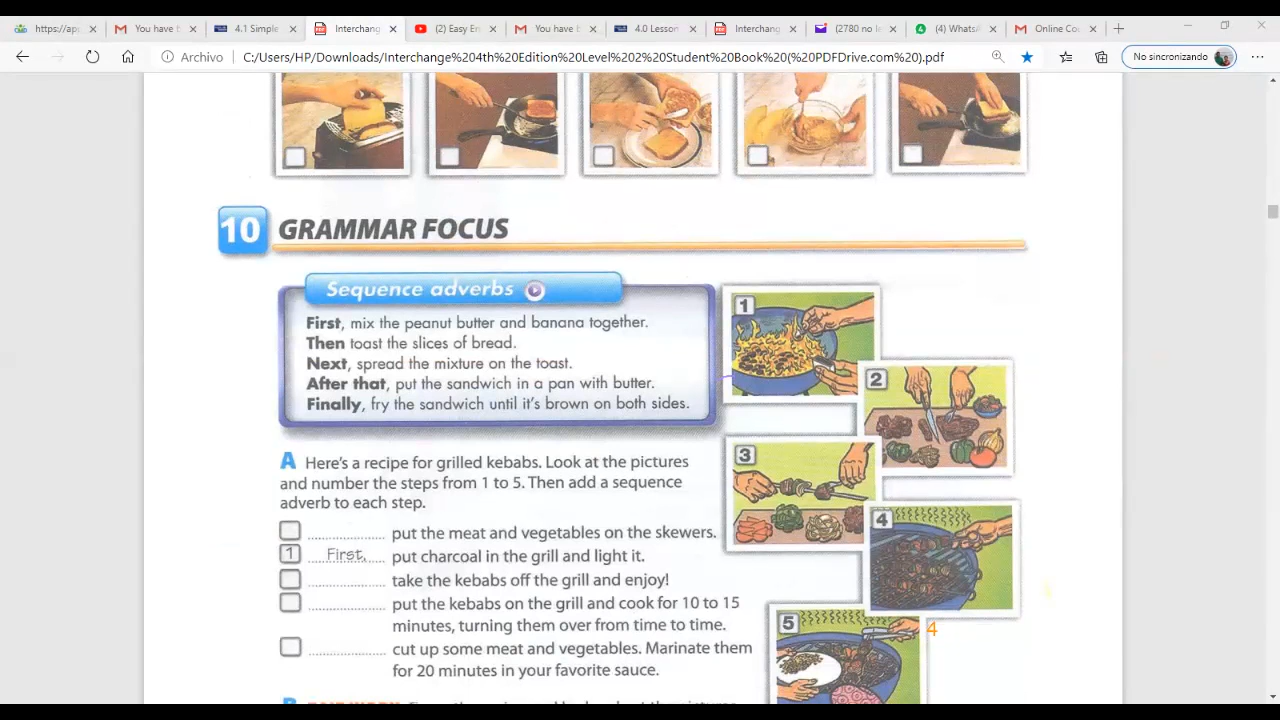 https://aps
You have b
4.1 Simple
Interchang
(2) Easy En
You have b
4.0 Lesson
Interchang
(2780 no le
(4) WhatsA
Online Cou
Archivo
C:/Users/HP/Downloads/Interchange%204th%20Edition%20Level%202%20Student%20Book%20(%20PDFDrive.com%20).pdf
No sincronizando
10 GRAMMAR FOCUS
Sequence adverbs
First, mix the peanut butter and banana together.
Then toast the slices of bread.
Next, spread the mixture on the toast.
After that, put the sandwich in a pan with butter.
Finally, fry the sandwich until it's brown on both sides.
1
2
3
4
5
4
A Here's a recipe for grilled kebabs. Look at the pictures
and number the steps from 1 to 5. Then add a sequence
adverb to each step.
put the meat and vegetables on the skewers.
1 First, put charcoal in the grill and light it.
take the kebabs off the grill and enjoy!
put the kebabs on the grill and cook for 10 to 15
minutes, turning them over from time to time.
cut up some meat and vegetables. Marinate them
for 20 minutes in your favorite sauce.